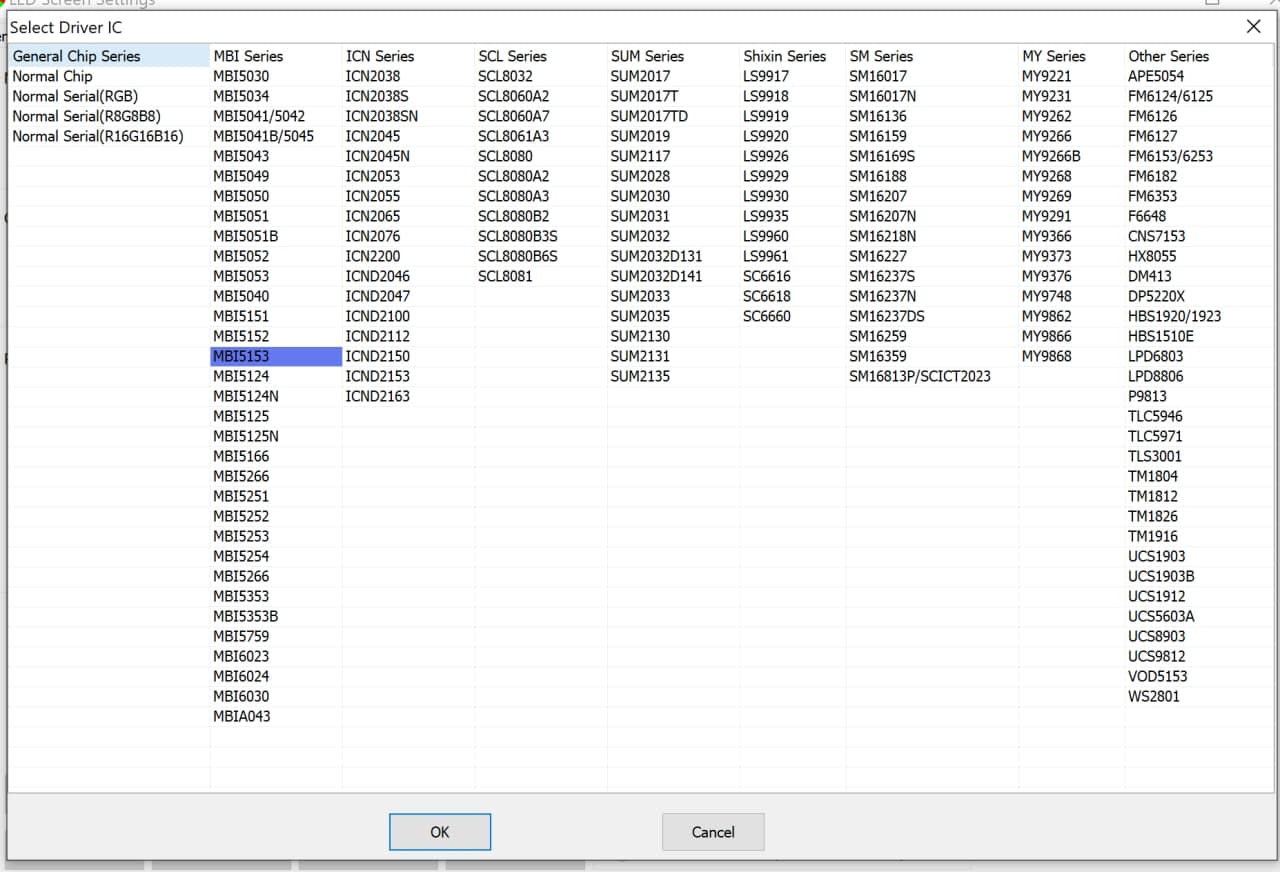 LED Screen Settings
Select Driver IC
General Chip Series MBI Series ICN Series SCL Series SUM Series Shixin Series SM Series MY Series Other Series
Normal Chip MBI5030 ICN2038 SCL8032 SUM2017 LS9917 SM16017 MY9221 APE5054
Normal Serial(RGB) MBI5034 ICN2038S SCL8060A2 SUM2017T LS9918 SM16017N MY9231 FM6124/6125
Normal Serial(R8G8B8) MBI5041/5042 ICN2038SN SCL8060A7 SUM2017TD LS9919 SM16136 MY9262 FM6126
Normal Serial(R16G16B16) MBI5041B/5045 ICN2045 SCL8061A3 SUM2019 LS9920 SM16159 MY9266 FM6127
MBI5043 ICN2045N SCL8080 SUM2117 LS9926 SM16169S MY9266B FM6153/6253
MBI5049 ICN2053 SCL8080A2 SUM2028 LS9929 SM16188 MY9268 FM6182
MBI5050 ICN2055 SCL8080A3 SUM2030 LS9930 SM16207 MY9269 FM6353
MBI5051 ICN2065 SCL8080B2 SUM2031 LS9935 SM16207N MY9291 F6648
MBI5051B ICN2076 SCL8080B3S SUM2032 LS9960 SM16218N MY9366 CNS7153
MBI5052 ICN2200 SCL8080B6S SUM2032D131 LS9961 SM16227 MY9373 HX8055
MBI5053 ICND2046 SCL8081 SUM2032D141 SC6616 SM16237S MY9376 DM413
MBI5040 ICND2047 SUM2033 SC6618 SM16237N MY9748 DP5220X
MBI5151 ICND2100 SUM2035 SC6660 SM16237DS MY9862 HBS1920/1923
MBI5152 ICND2112 SUM2130 SM16259 MY9866 HBS1510E
MBI5153 ICND2150 SUM2131 SM16359 MY9868 LPD6803
MBI5124 ICND2153 SUM2135 SM16813P/SCICT2023 LPD8806
MBI5124N ICND2163 P9813
MBI5125 TLC5946
MBI5125N TLC5971
MBI5166 TLS3001
MBI5266 TM1804
MBI5251 TM1812
MBI5252 TM1826
MBI5253 TM1916
MBI5254 UCS1903
MBI5266 UCS1903B
MBI5353 UCS1912
MBI5353B UCS5603A
MBI5759 UCS8903
MBI6023 UCS9812
MBI6024 VOD5153
MBI6030 WS2801
MBIA043
OK Cancel